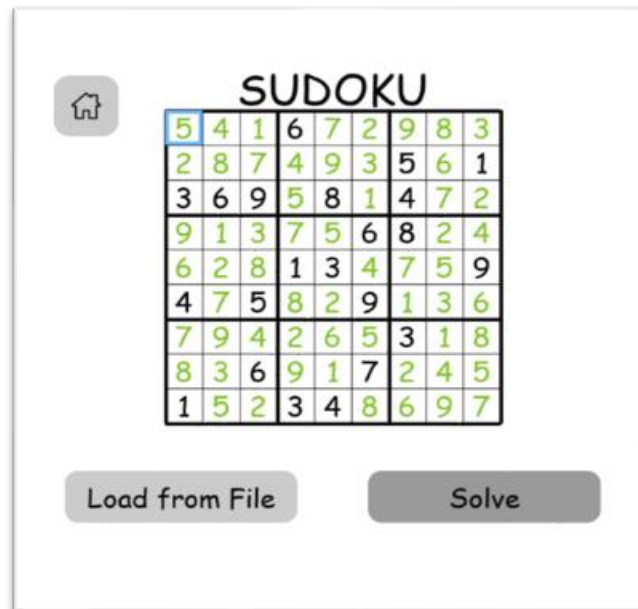 SUDOKU
5 4 1 6 7 2 9 8 3
2 8 7 4 9 3 5 6 1
3 6 9 5 8 1 4 7 2
9 1 3 7 5 6 8 2 4
6 2 8 1 3 4 7 5 9
4 7 5 8 2 9 1 3 6
7 9 4 2 6 5 3 1 8
8 3 6 9 1 7 2 4 5
1 5 2 3 4 8 6 9 7
Load from File
Solve